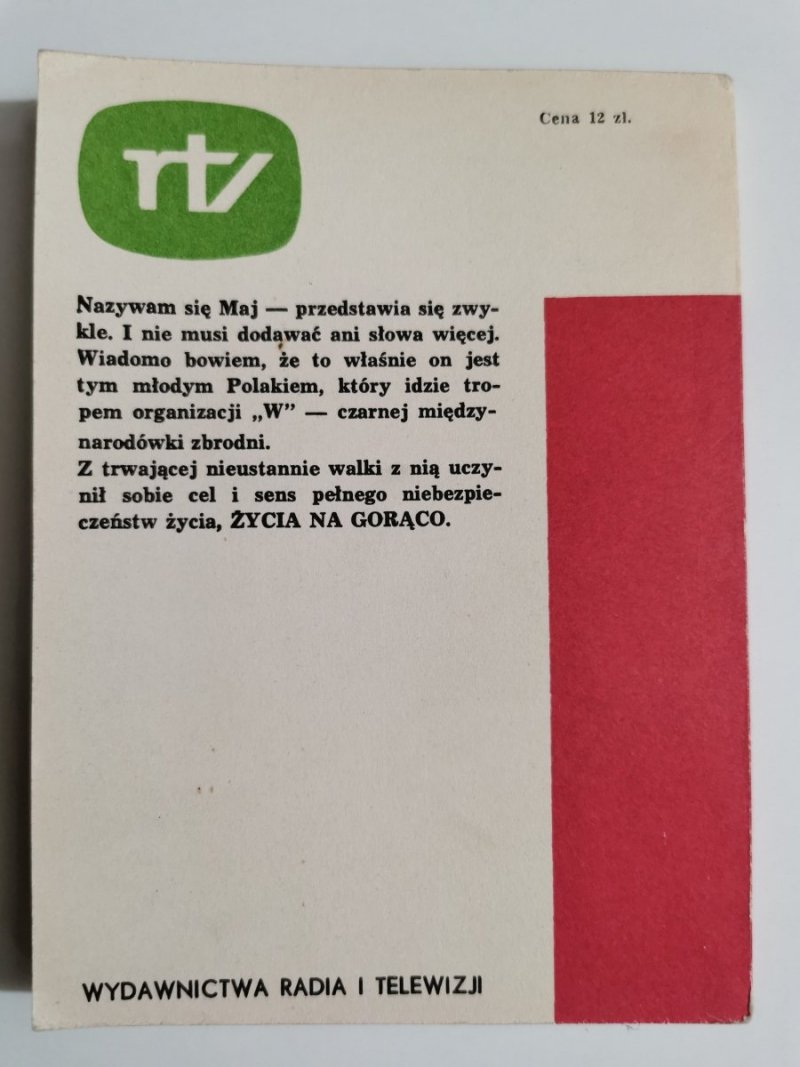 rtv
Cena 12 zł.
Nazywam się Maj — przedstawia się zwy-
kle. I nie musi dodawać ani słowa więcej.
Wiadomo bowiem, że to właśnie on jest
tym młodym Polakiem, który idzie tro-
pem organizacji „W” — czarnej między-
narodówki zbrodni.
Z trwającej nieustannie walki z nią uczy-
nił sobie cel i sens pełnego niebezpie-
czeństw życia, ŻYCIA NA GORĄCO.
WYDAWNICTWA RADIA I TELEWIZJI